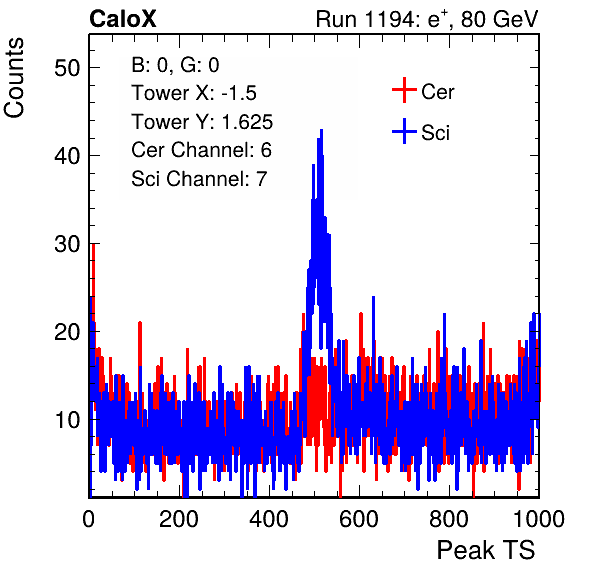 CaloX Run 1194: e⁺, 80 GeV
Counts
B: 0, G: 0
Tower X: -1.5
Tower Y: 1.625
Cer Channel: 6
Sci Channel: 7
Cer
Sci
50
40
30
20
10
0 200 400 600 800 1000
Peak TS